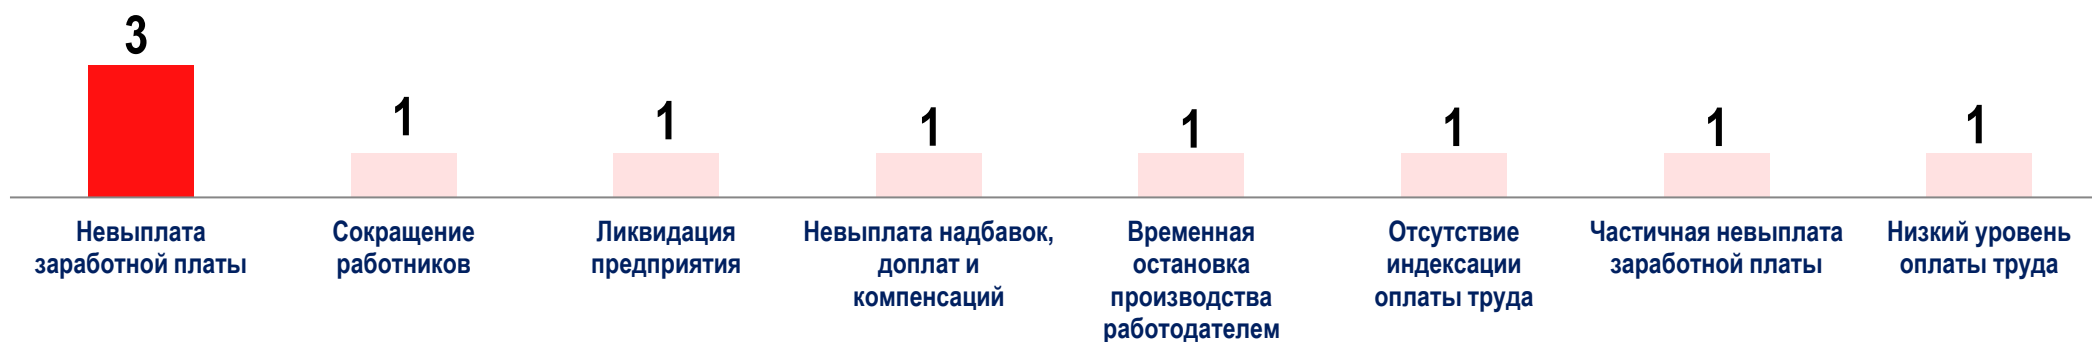 3
1
1
1
1
1
1
1
Невыплата
заработной платы
Сокращение
работников
Ликвидация
предприятия
Невыплата надбавок,
доплат и
компенсаций
Временная
остановка
производства
работодателем
Отсутствие
индексации
оплаты труда
Частичная невыплата
заработной платы
Низкий уровень
оплаты труда